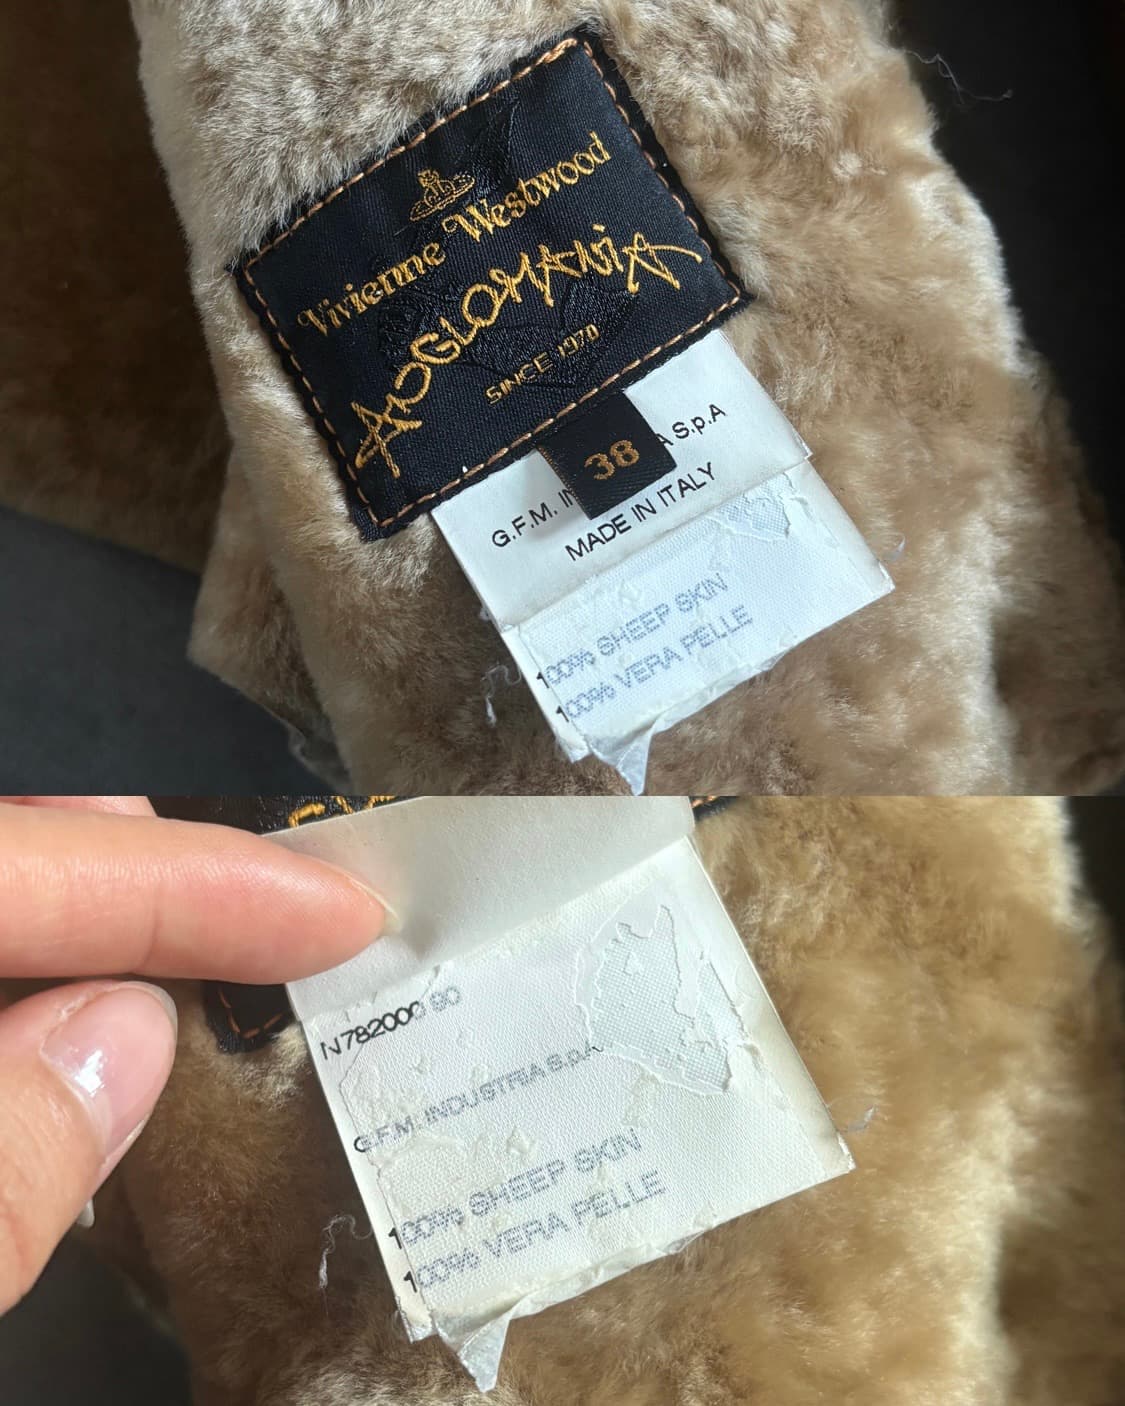 Vivienne Westwood
ANGLOMANIA
SINCE 1970
38
G.F.M. IN A S.p.A
MADE IN ITALY
100% SHEEP SKIN
100% VERA PELLE
N782000 90
G.F.M. INDUSTRIA S.p.A
100% SHEEP SKIN
100% VERA PELLE